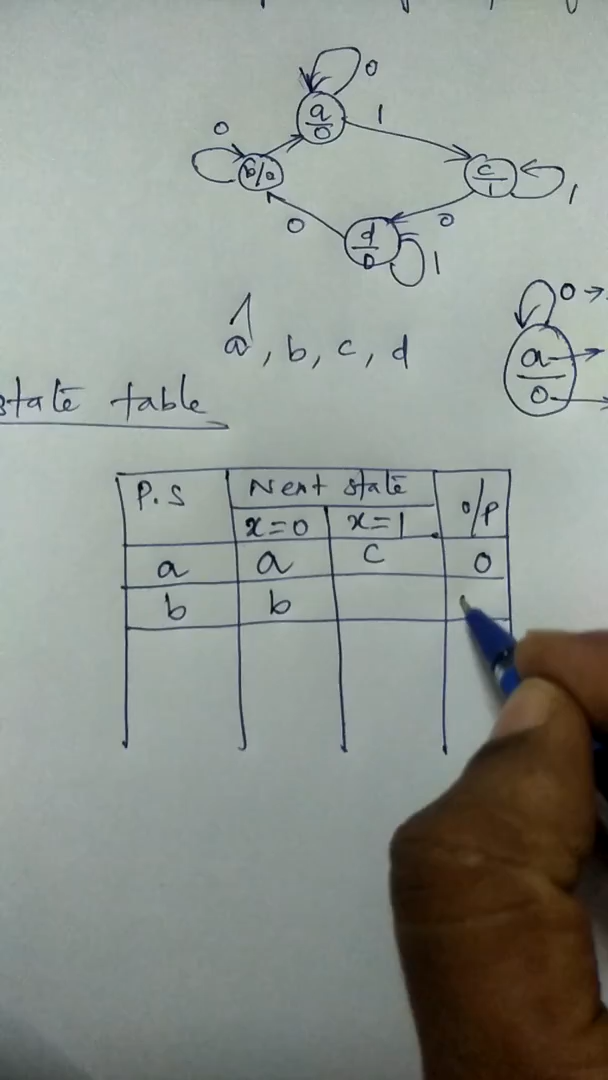 0
a
0
1
0
b/0
c
1
1
0
0
d
0
1
a, b, c, d
0 →
a
0
state table
P.S
Next state
o/p
x=0
x=1
a
a
c
0
b
b